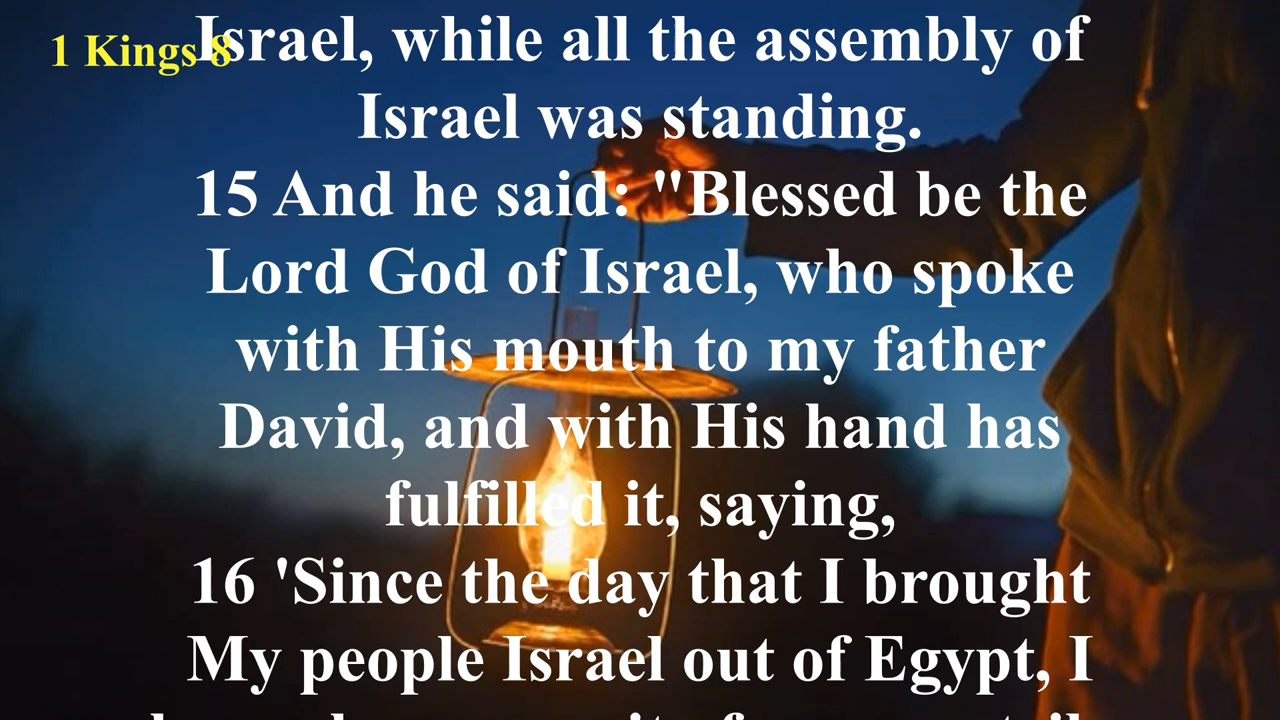 1 Kings 8
Israel, while all the assembly of
Israel was standing.
15 And he said: "Blessed be the
Lord God of Israel, who spoke
with His mouth to my father
David, and with His hand has
fulfilled it, saying,
16 'Since the day that I brought
My people Israel out of Egypt, I